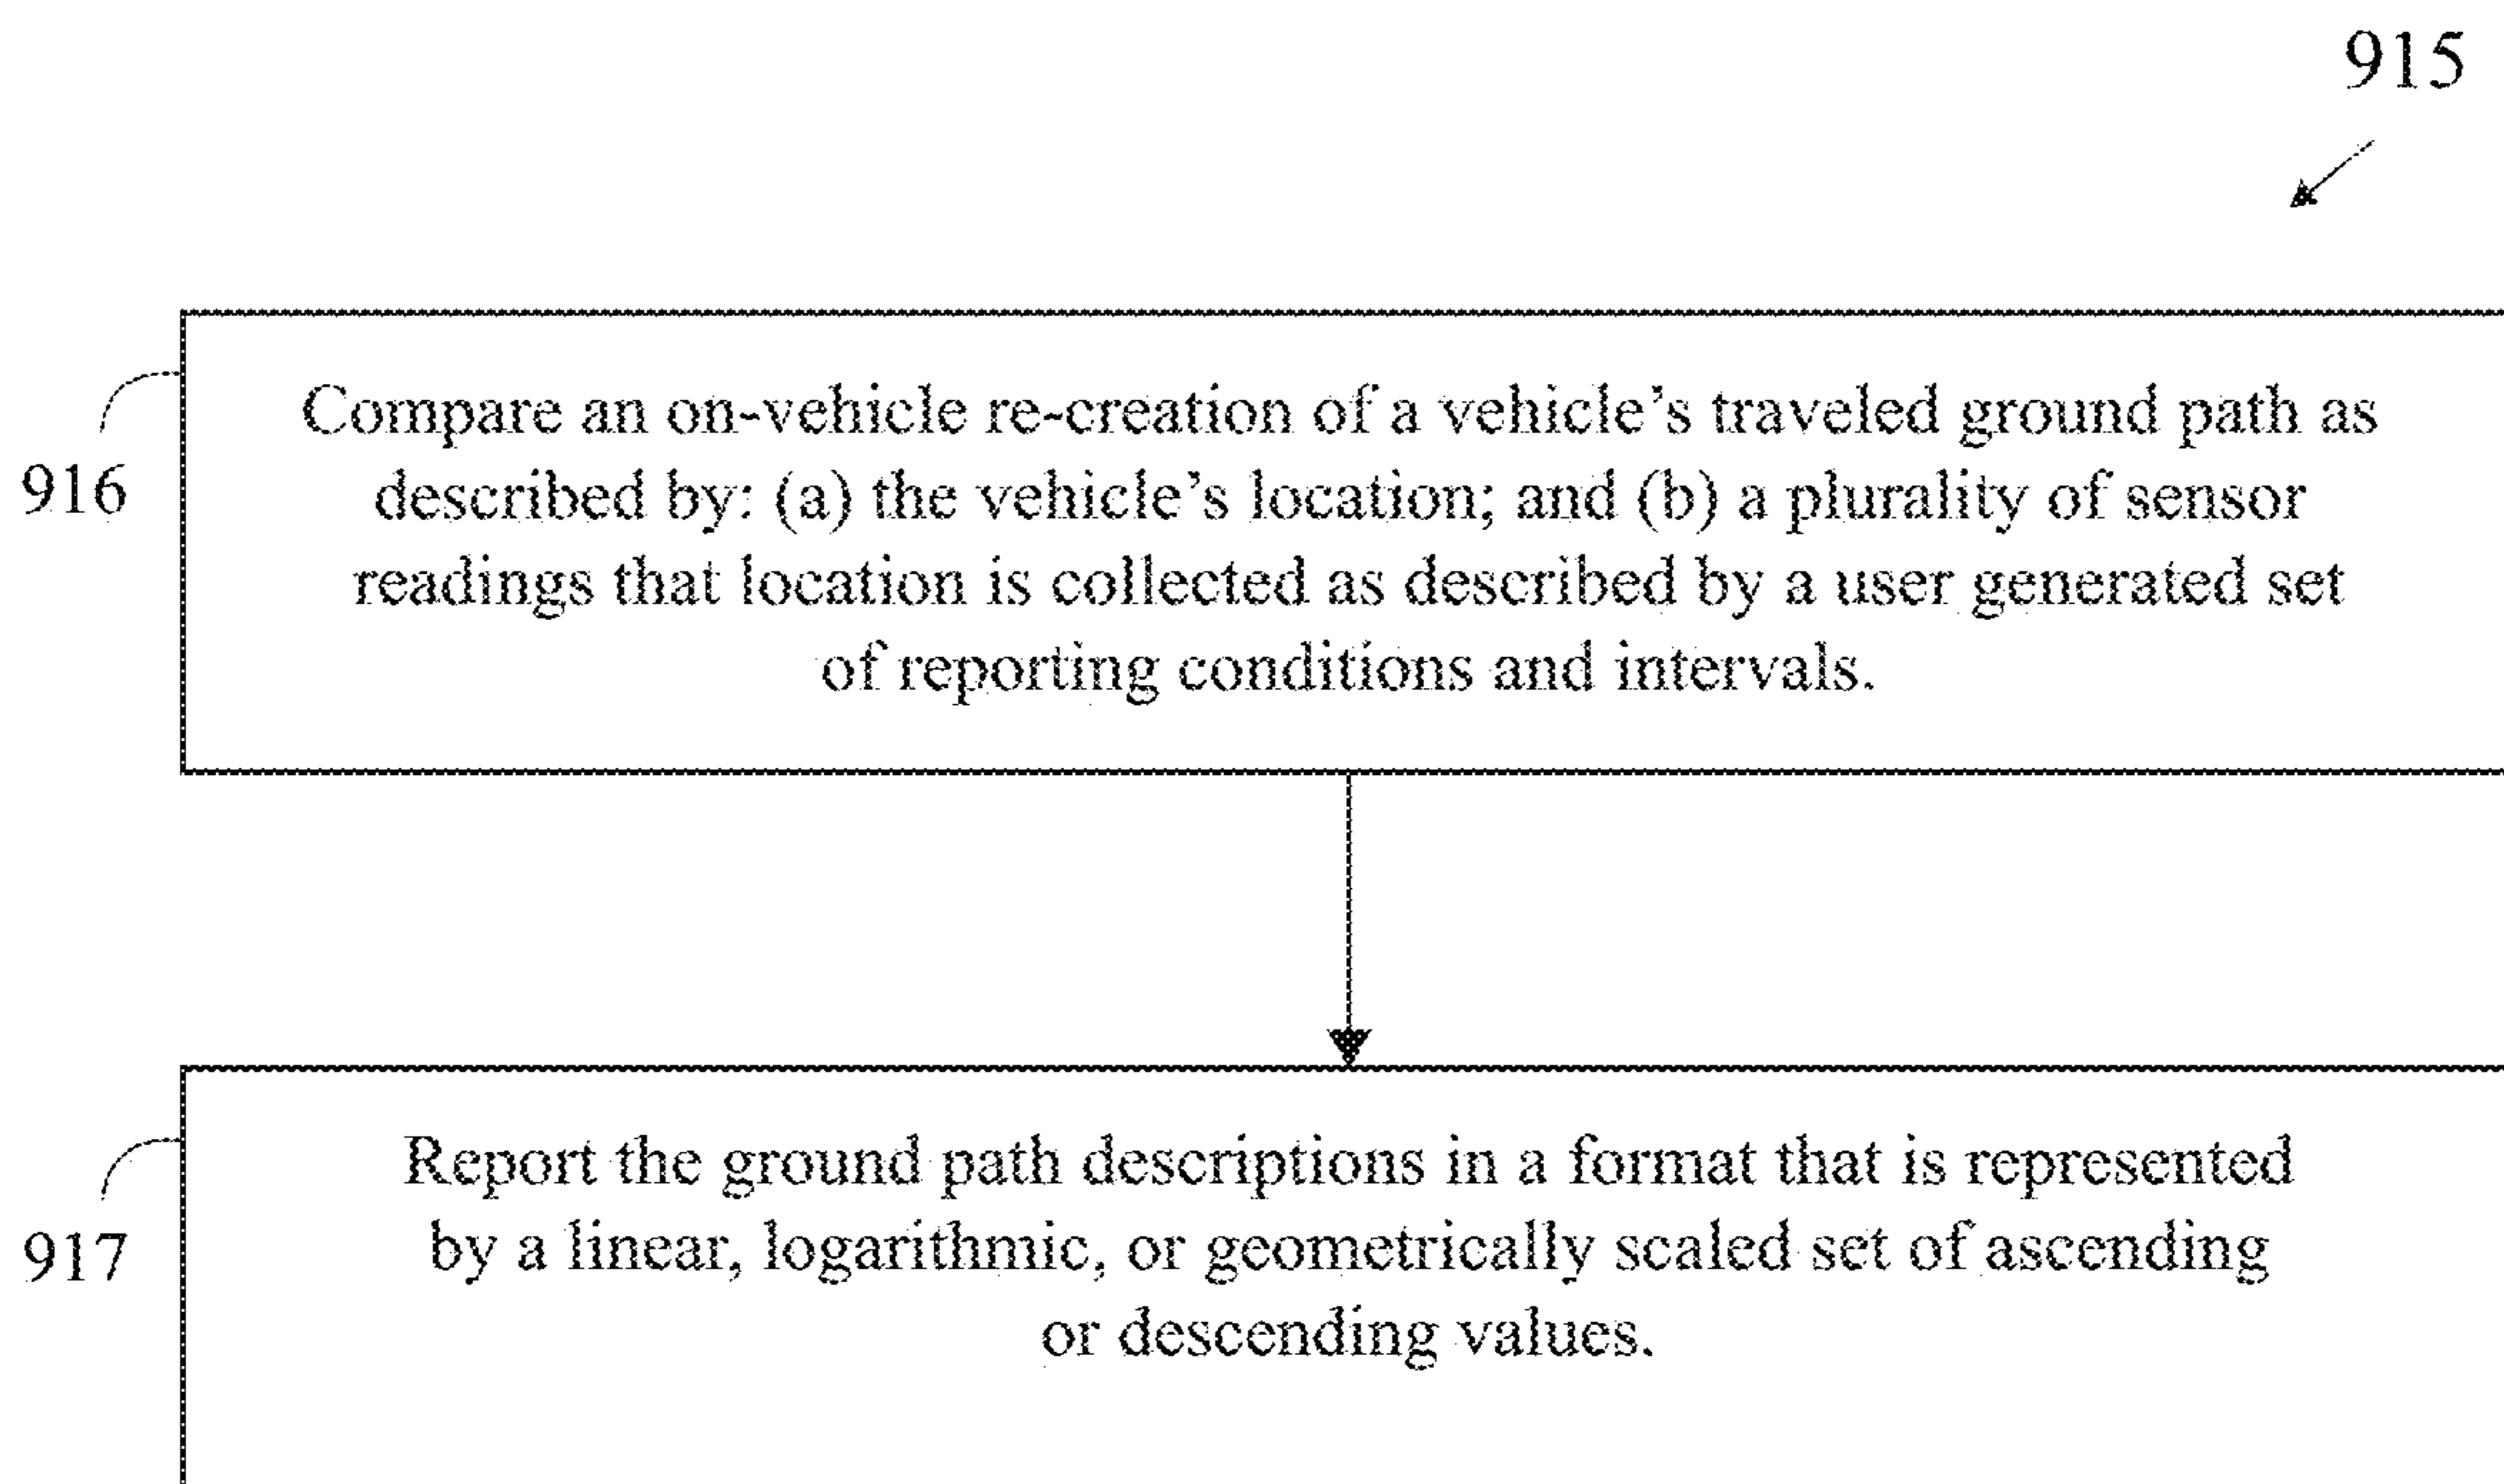 915
916
Compare an on-vehicle re-creation of a vehicle’s traveled ground path as
described by: (a) the vehicle’s location; and (b) a plurality of sensor
readings that location is collected as described by a user generated set
of reporting conditions and intervals.
917
Report the ground path descriptions in a format that is represented
by a linear, logarithmic, or geometrically scaled set of ascending
or descending values.